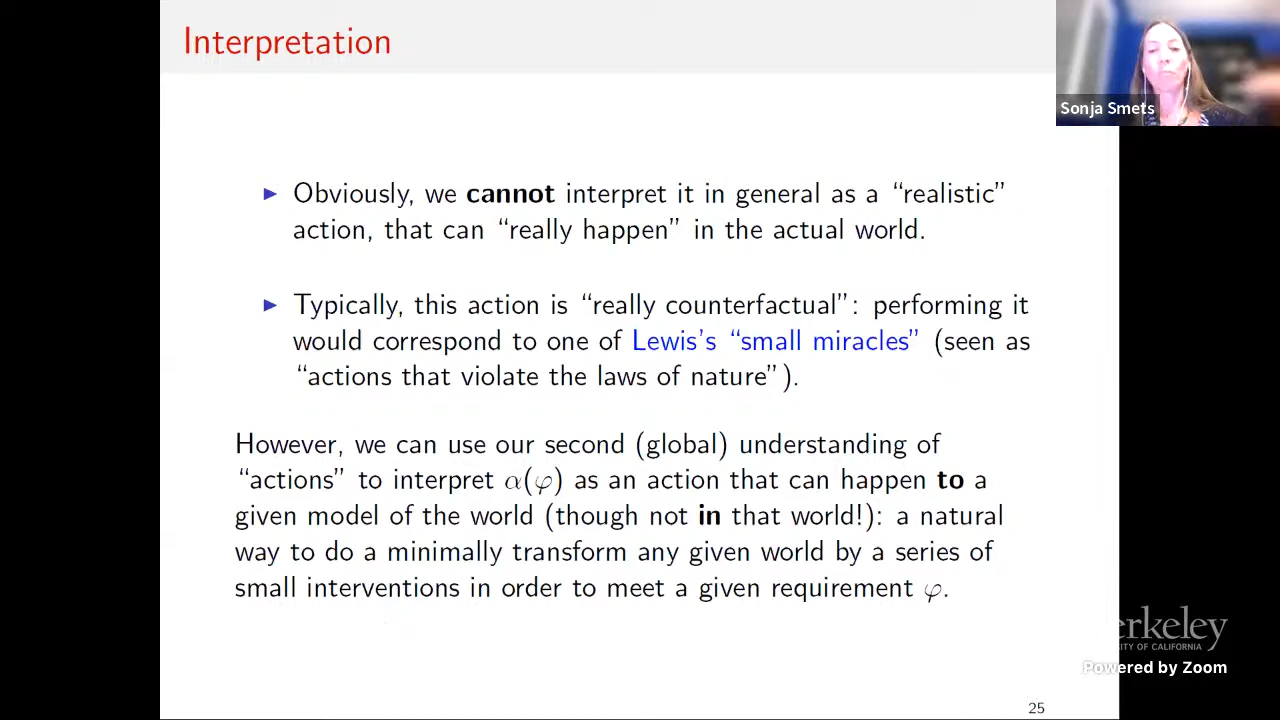 Interpretation
Sonja Smets
▶ Obviously, we cannot interpret it in general as a “realistic”
action, that can “really happen” in the actual world.
▶ Typically, this action is “really counterfactual”: performing it
would correspond to one of Lewis’s “small miracles” (seen as
“actions that violate the laws of nature”).
However, we can use our second (global) understanding of
“actions” to interpret α(φ) as an action that can happen to a
given model of the world (though not in that world!): a natural
way to do a minimally transform any given world by a series of
small interventions in order to meet a given requirement φ.
erkeley
TY OF CALIFORNIA
Powered by Zoom
25